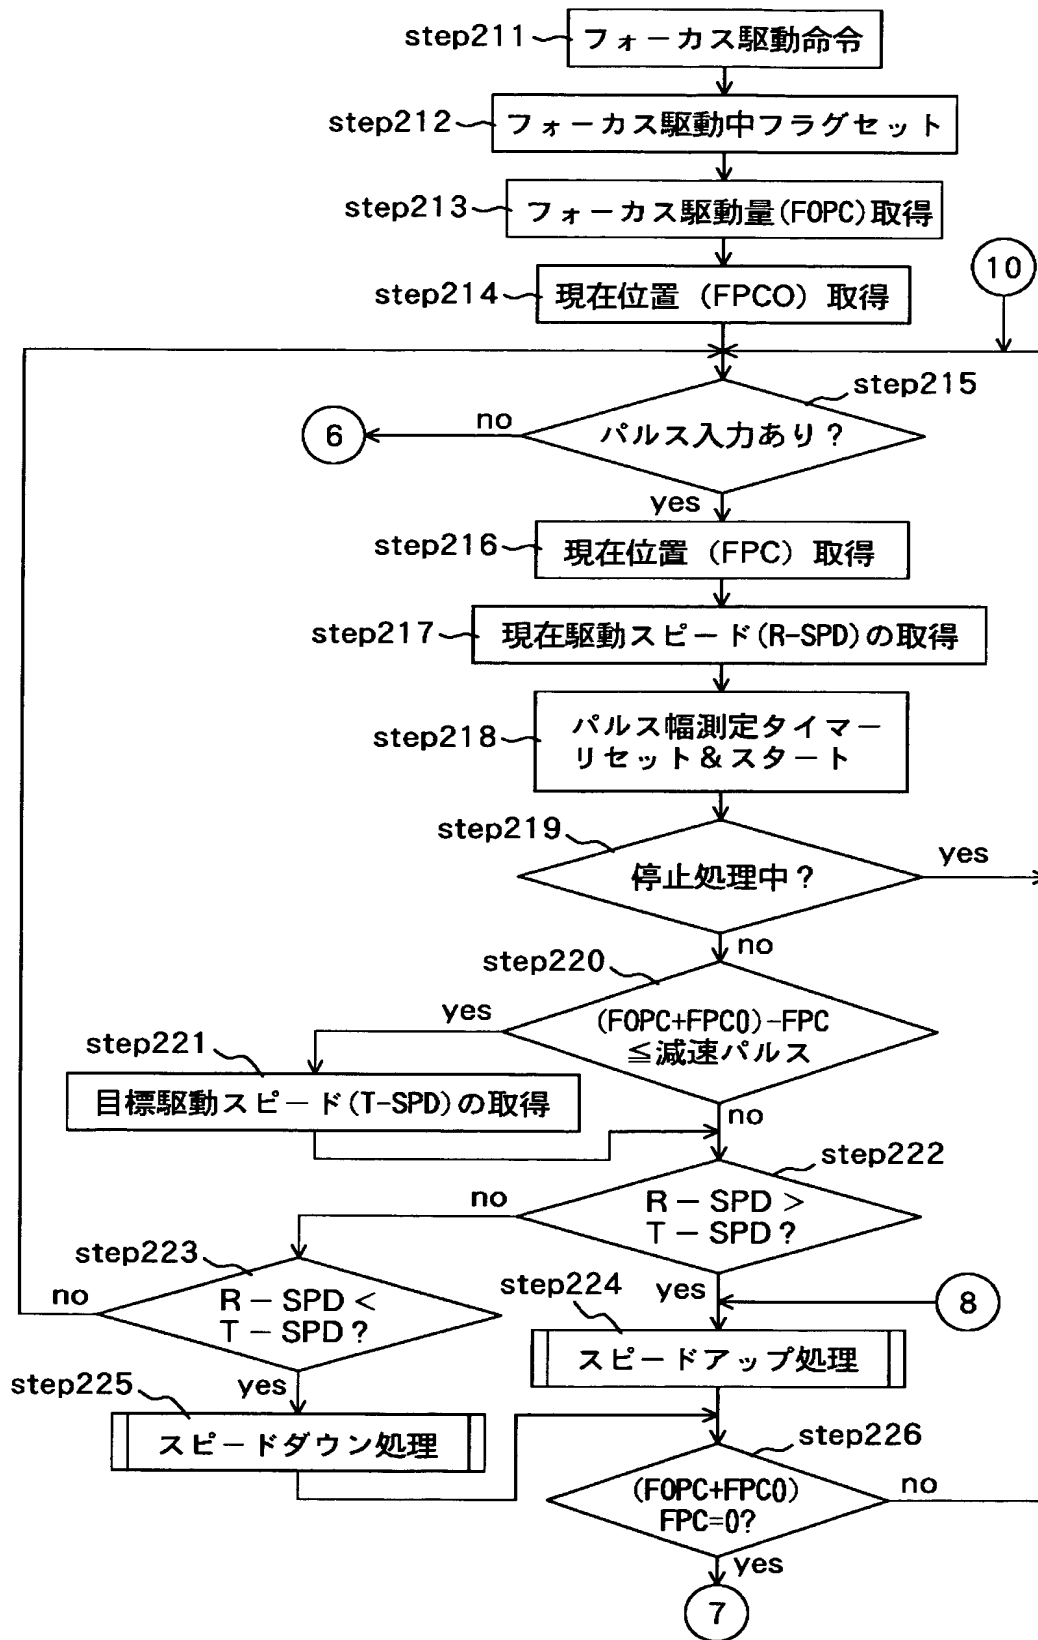 step211
フォーカス駆動命令
step212
フォーカス駆動中フラグセット
step213
フォーカス駆動量(FOPC)取得
10
step214
現在位置（FPCO）取得
step215
6
no
パルス入力あり？
yes
step216
現在位置（FPC）取得
step217
現在駆動スピード(R-SPD)の取得
step218
パルス幅測定タイマー
リセット＆スタート
step219
yes
停止処理中？
no
step220
yes
(FOPC+FPC0)-FPC
≦減速パルス
step221
目標駆動スピード(T-SPD)の取得
no
step222
no
R－SPD＞
T－SPD？
step223
yes
step224
8
no
R－SPD＜
T－SPD？
スピードアップ処理
step225
yes
スピードダウン処理
step226
(FOPC+FPC0)
FPC=0?
no
yes
7